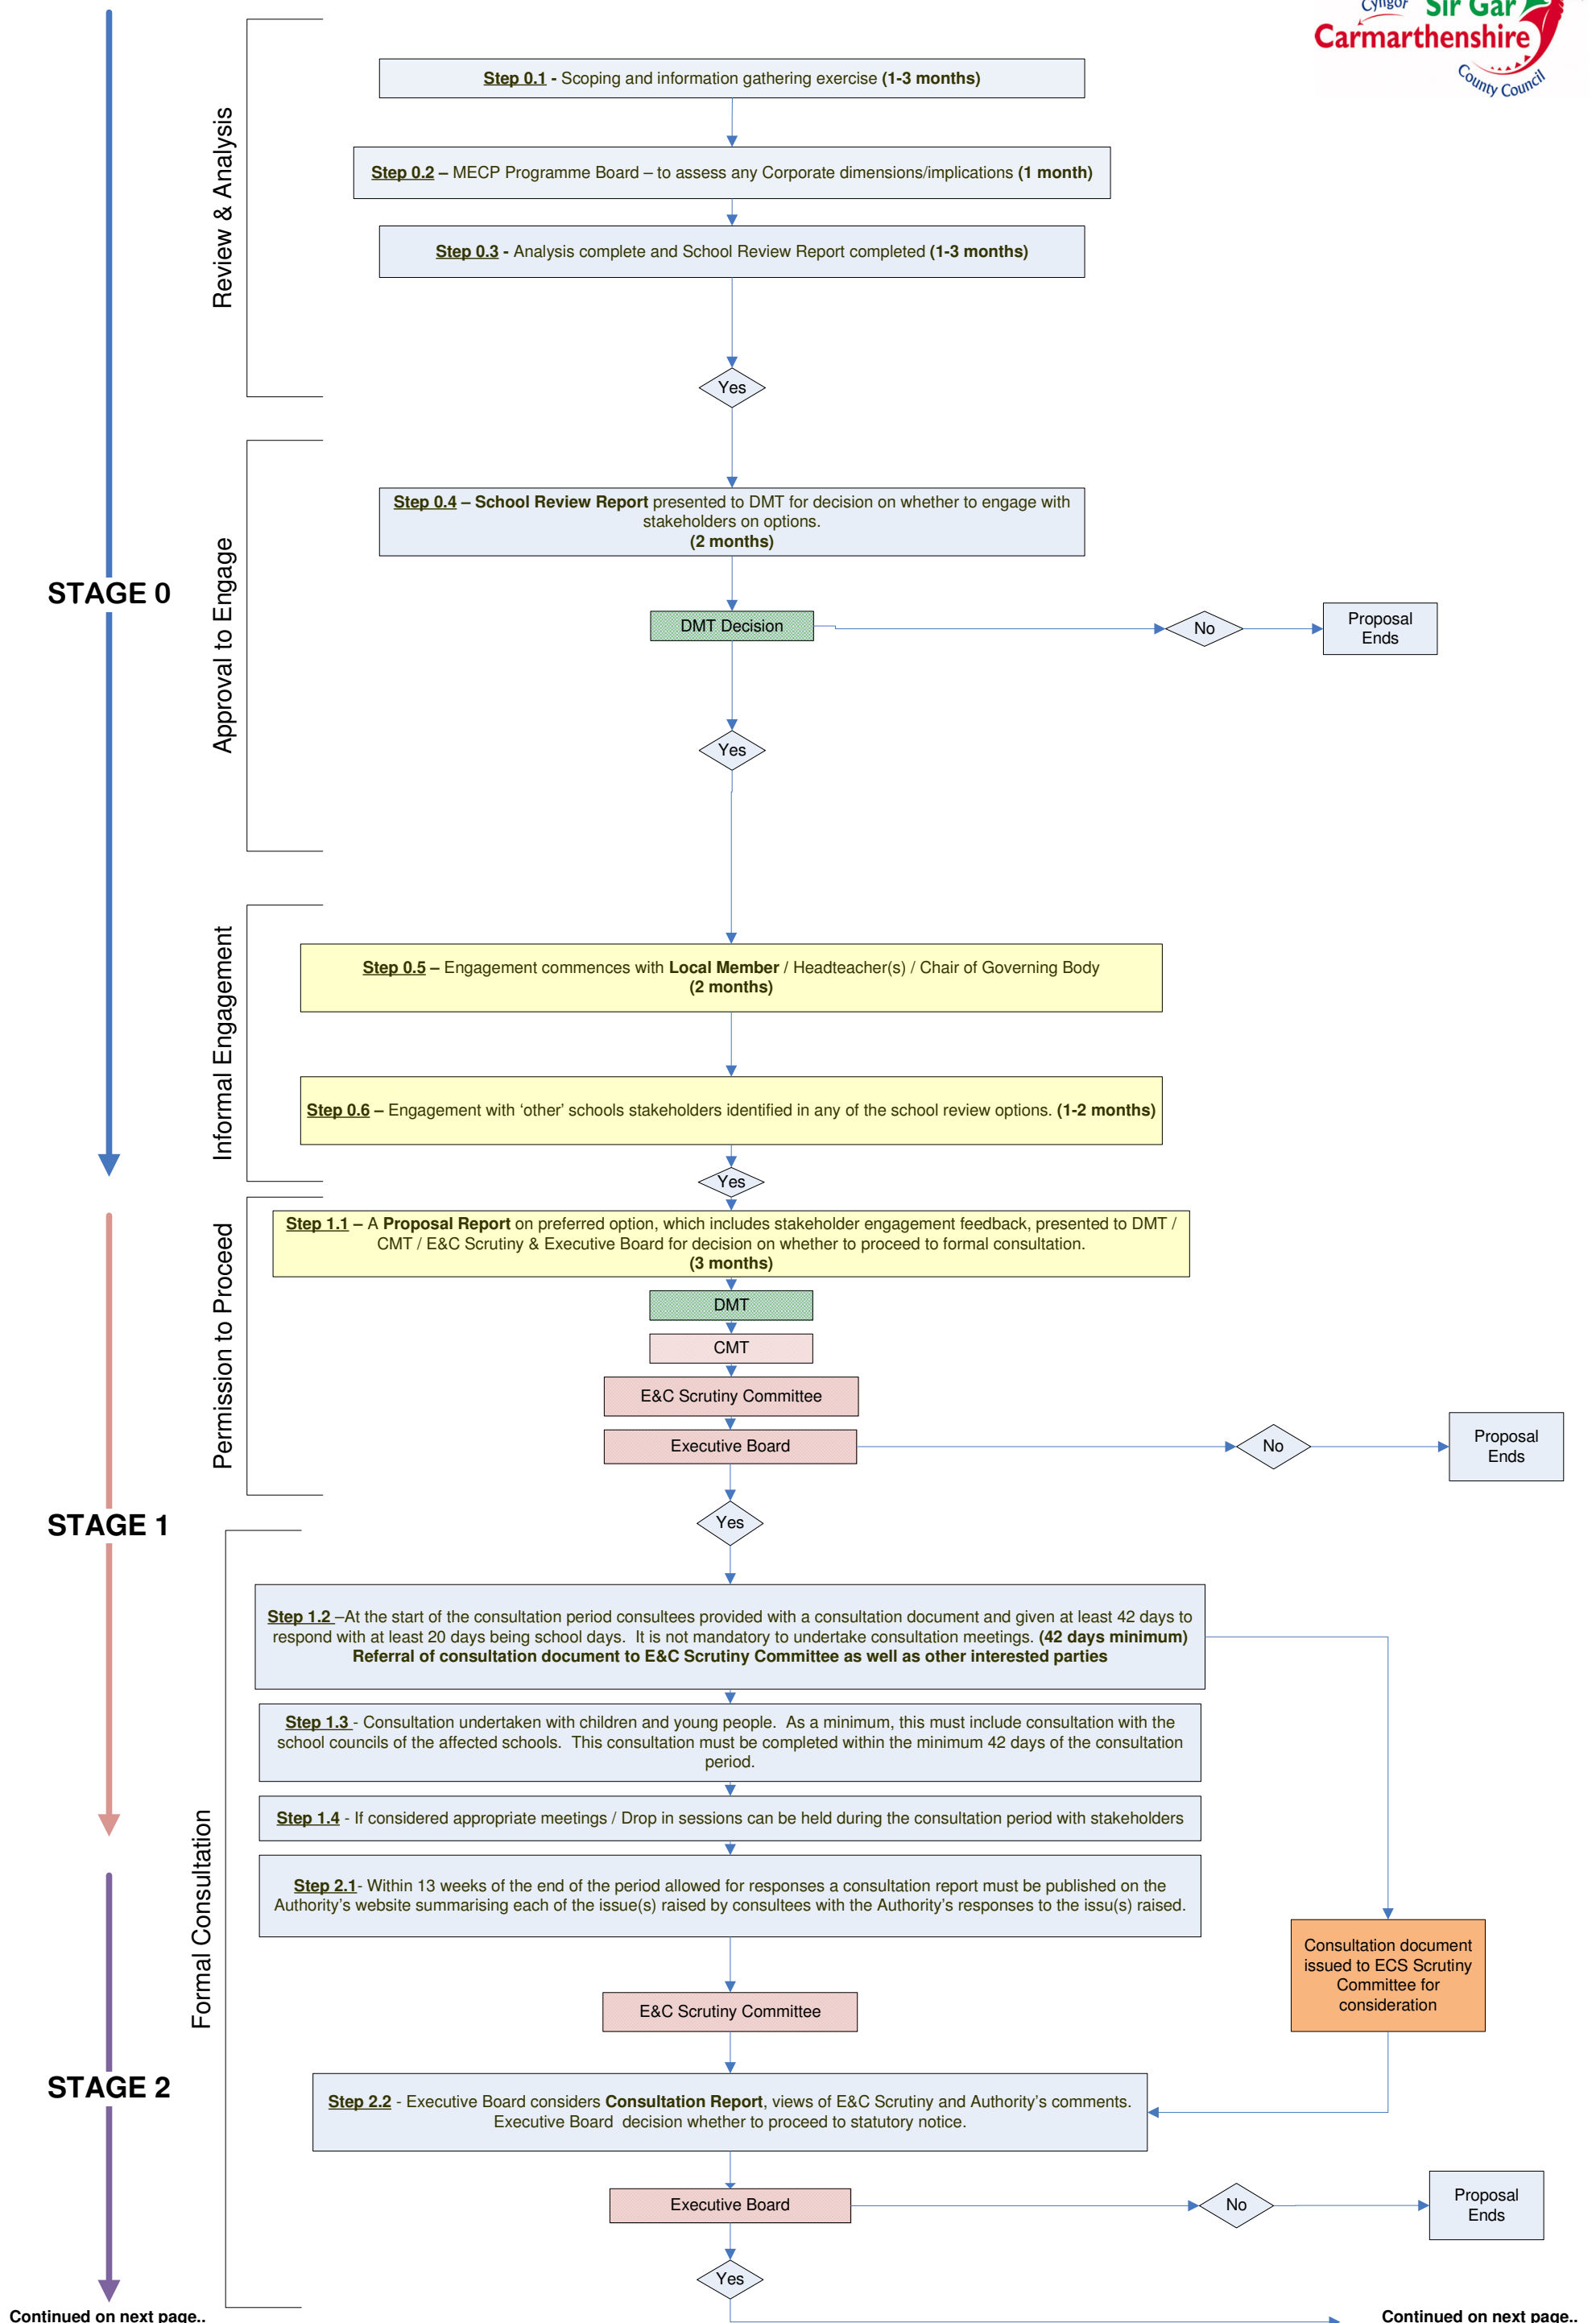 Cyngor Sir Gar
Carmarthenshire
County Council
Review & Analysis
Step 0.1 - Scoping and information gathering exercise (1-3 months)
Step 0.2 – MECP Programme Board – to assess any Corporate dimensions/implications (1 month)
Step 0.3 - Analysis complete and School Review Report completed (1-3 months)
Yes
STAGE 0
Approval to Engage
Step 0.4 – School Review Report presented to DMT for decision on whether to engage with
stakeholders on options.
(2 months)
DMT Decision
No
Proposal
Ends
Yes
Informal Engagement
Step 0.5 – Engagement commences with Local Member / Headteacher(s) / Chair of Governing Body
(2 months)
Step 0.6 – Engagement with ‘other’ schools stakeholders identified in any of the school review options. (1-2 months)
Yes
Permission to Proceed
Step 1.1 – A Proposal Report on preferred option, which includes stakeholder engagement feedback, presented to DMT /
CMT / E&C Scrutiny & Executive Board for decision on whether to proceed to formal consultation.
(3 months)
DMT
CMT
E&C Scrutiny Committee
Executive Board
No
Proposal
Ends
STAGE 1
Yes
Formal Consultation
Step 1.2 –At the start of the consultation period consultees provided with a consultation document and given at least 42 days to
respond with at least 20 days being school days. It is not mandatory to undertake consultation meetings. (42 days minimum)
Referral of consultation document to E&C Scrutiny Committee as well as other interested parties
Step 1.3 - Consultation undertaken with children and young people. As a minimum, this must include consultation with the
school councils of the affected schools. This consultation must be completed within the minimum 42 days of the consultation
period.
Step 1.4 - If considered appropriate meetings / Drop in sessions can be held during the consultation period with stakeholders
Step 2.1- Within 13 weeks of the end of the period allowed for responses a consultation report must be published on the
Authority’s website summarising each of the issue(s) raised by consultees with the Authority’s responses to the issu(s) raised.
Consultation document
issued to ECS Scrutiny
Committee for
consideration
E&C Scrutiny Committee
STAGE 2
Step 2.2 - Executive Board considers Consultation Report, views of E&C Scrutiny and Authority’s comments.
Executive Board decision whether to proceed to statutory notice.
Executive Board
No
Proposal
Ends
Yes
Continued on next page..
Continued on next page..